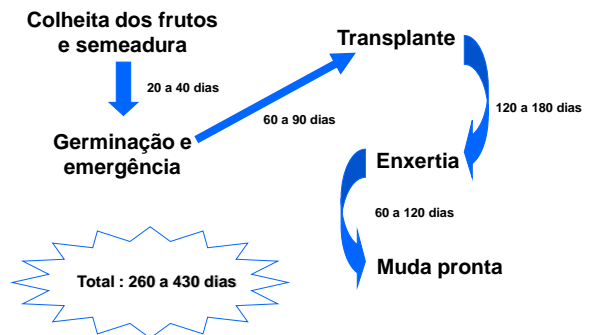 Colheita dos frutos
e semeadura
20 a 40 dias
Germinação e
emergência
60 a 90 dias
Transplante
120 a 180 dias
Enxertia
60 a 120 dias
Muda pronta
Total : 260 a 430 dias